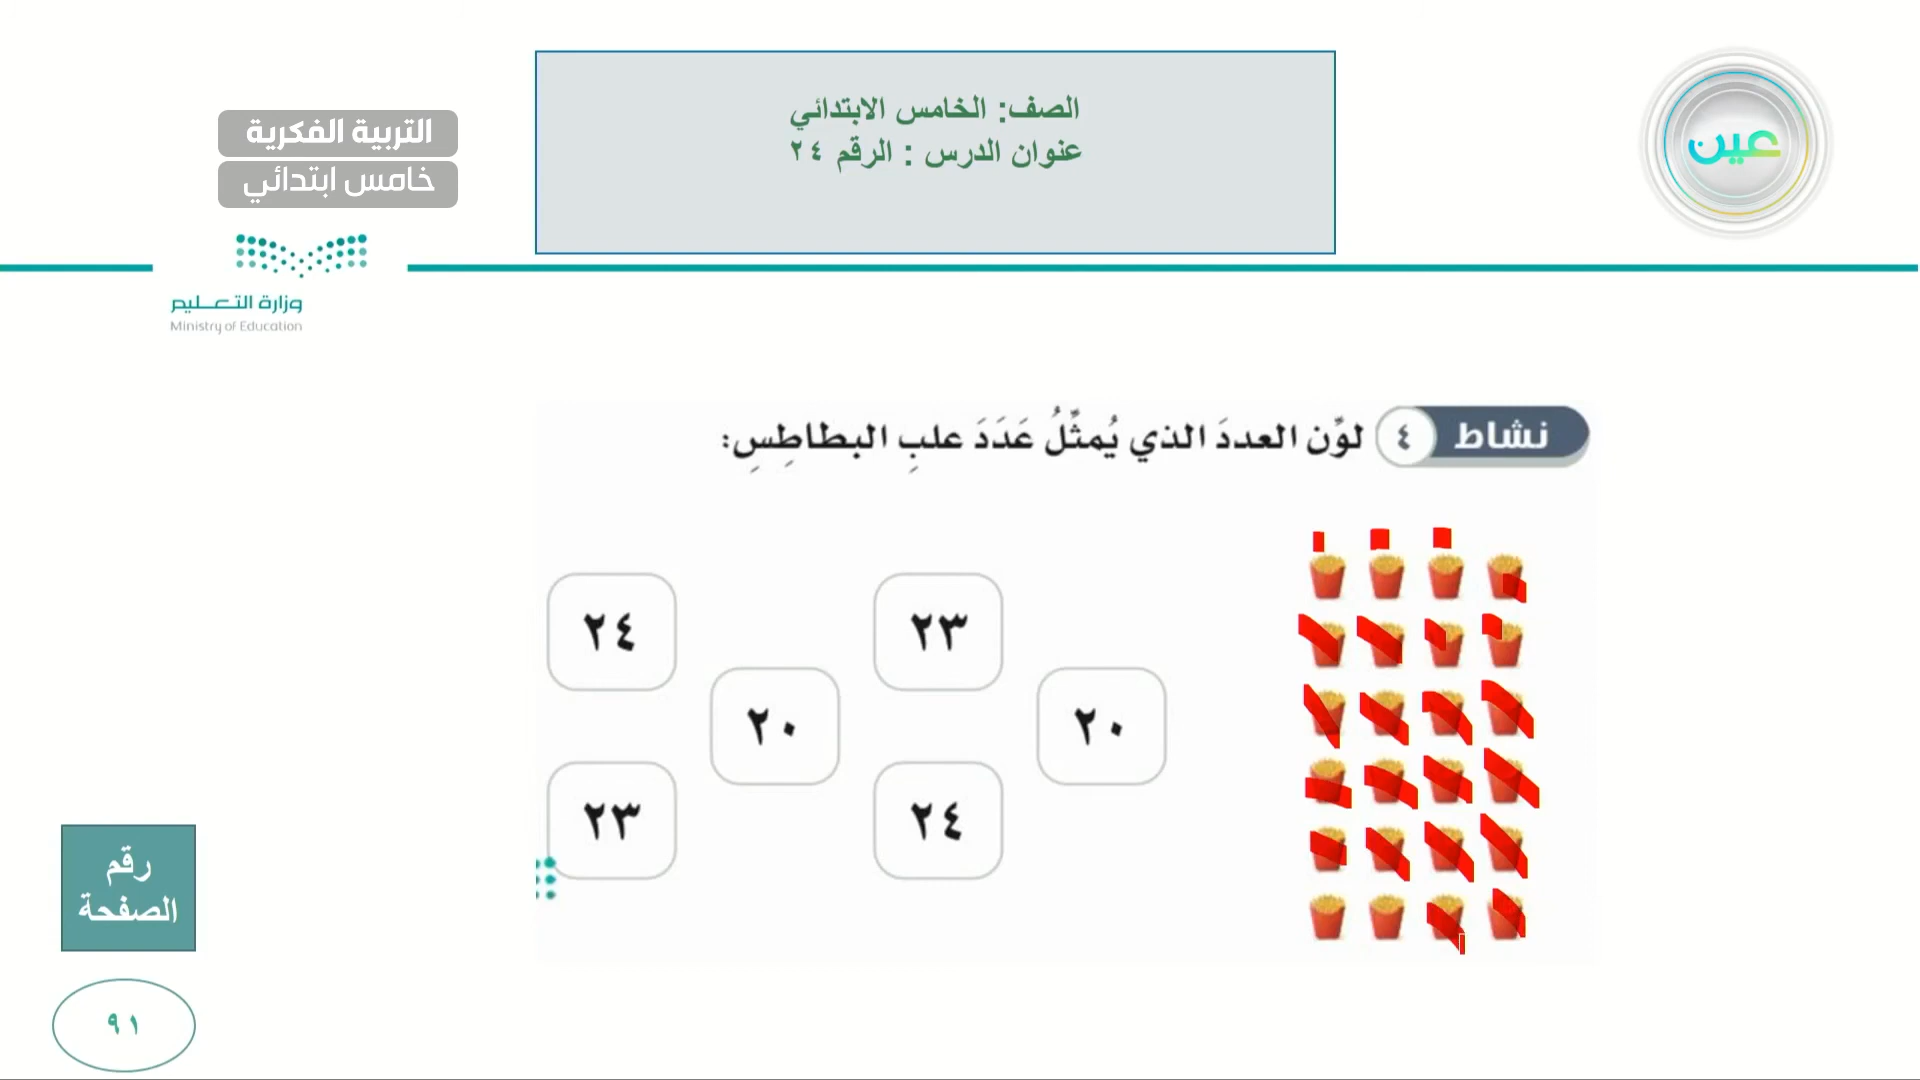 الصف: الخامس الابتدائي
عنوان الدرس : الرقم ٢٤
عين
التربية الفكرية
خامس ابتدائي
وزارة التعليم
Ministry of Education
نشاط ٤ لوِّن العددَ الذي يُمثِّلُ عَدَدَ علبِ البطاطِسِ:
٢٣
٢٤
٢٠
٢٠
٢٤
٢٣
رقم
الصفحة
٩١